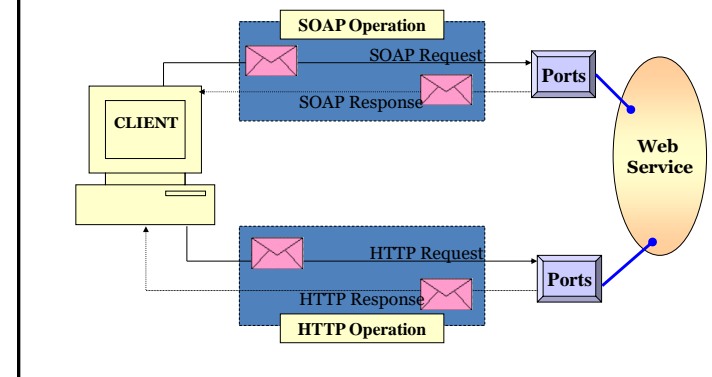 SOAP Operation
SOAP Request
Ports
SOAP Response
CLIENT
Web
Service
HTTP Request
Ports
HTTP Response
HTTP Operation